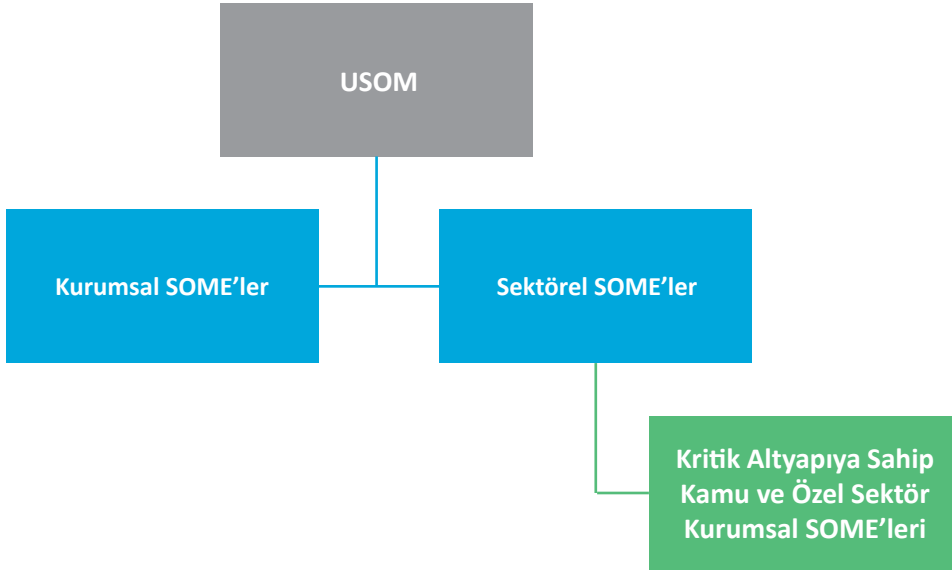 USOM
Kurumsal SOME’ler
Sektörel SOME’ler
Kritik Altyapıya Sahip
Kamu ve Özel Sektör
Kurumsal SOME’leri